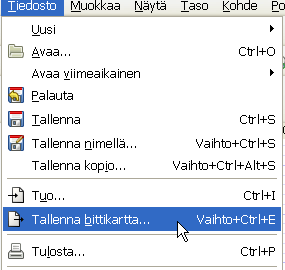 Tiedosto Muokkaa Näytä Taso Kohde Po
Uusi
Avaa... Ctrl+O
Avaa viimeaikainen
Palauta
Tallenna Ctrl+S
Tallenna nimellä... Vaihto+Ctrl+S
Tallenna kopio... Vaihto+Ctrl+Alt+S
Tuo... Ctrl+I
Tallenna bittikartta... Vaihto+Ctrl+E
Tulosta... Ctrl+P